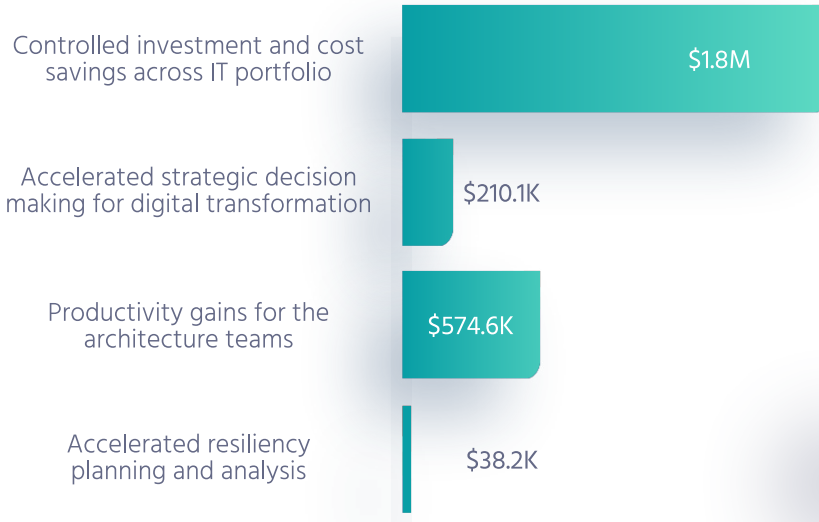 Controlled investment and cost
savings across IT portfolio
$1.8M
Accelerated strategic decision
making for digital transformation
$210.1K
Productivity gains for the
architecture teams
$574.6K
Accelerated resiliency
planning and analysis
$38.2K